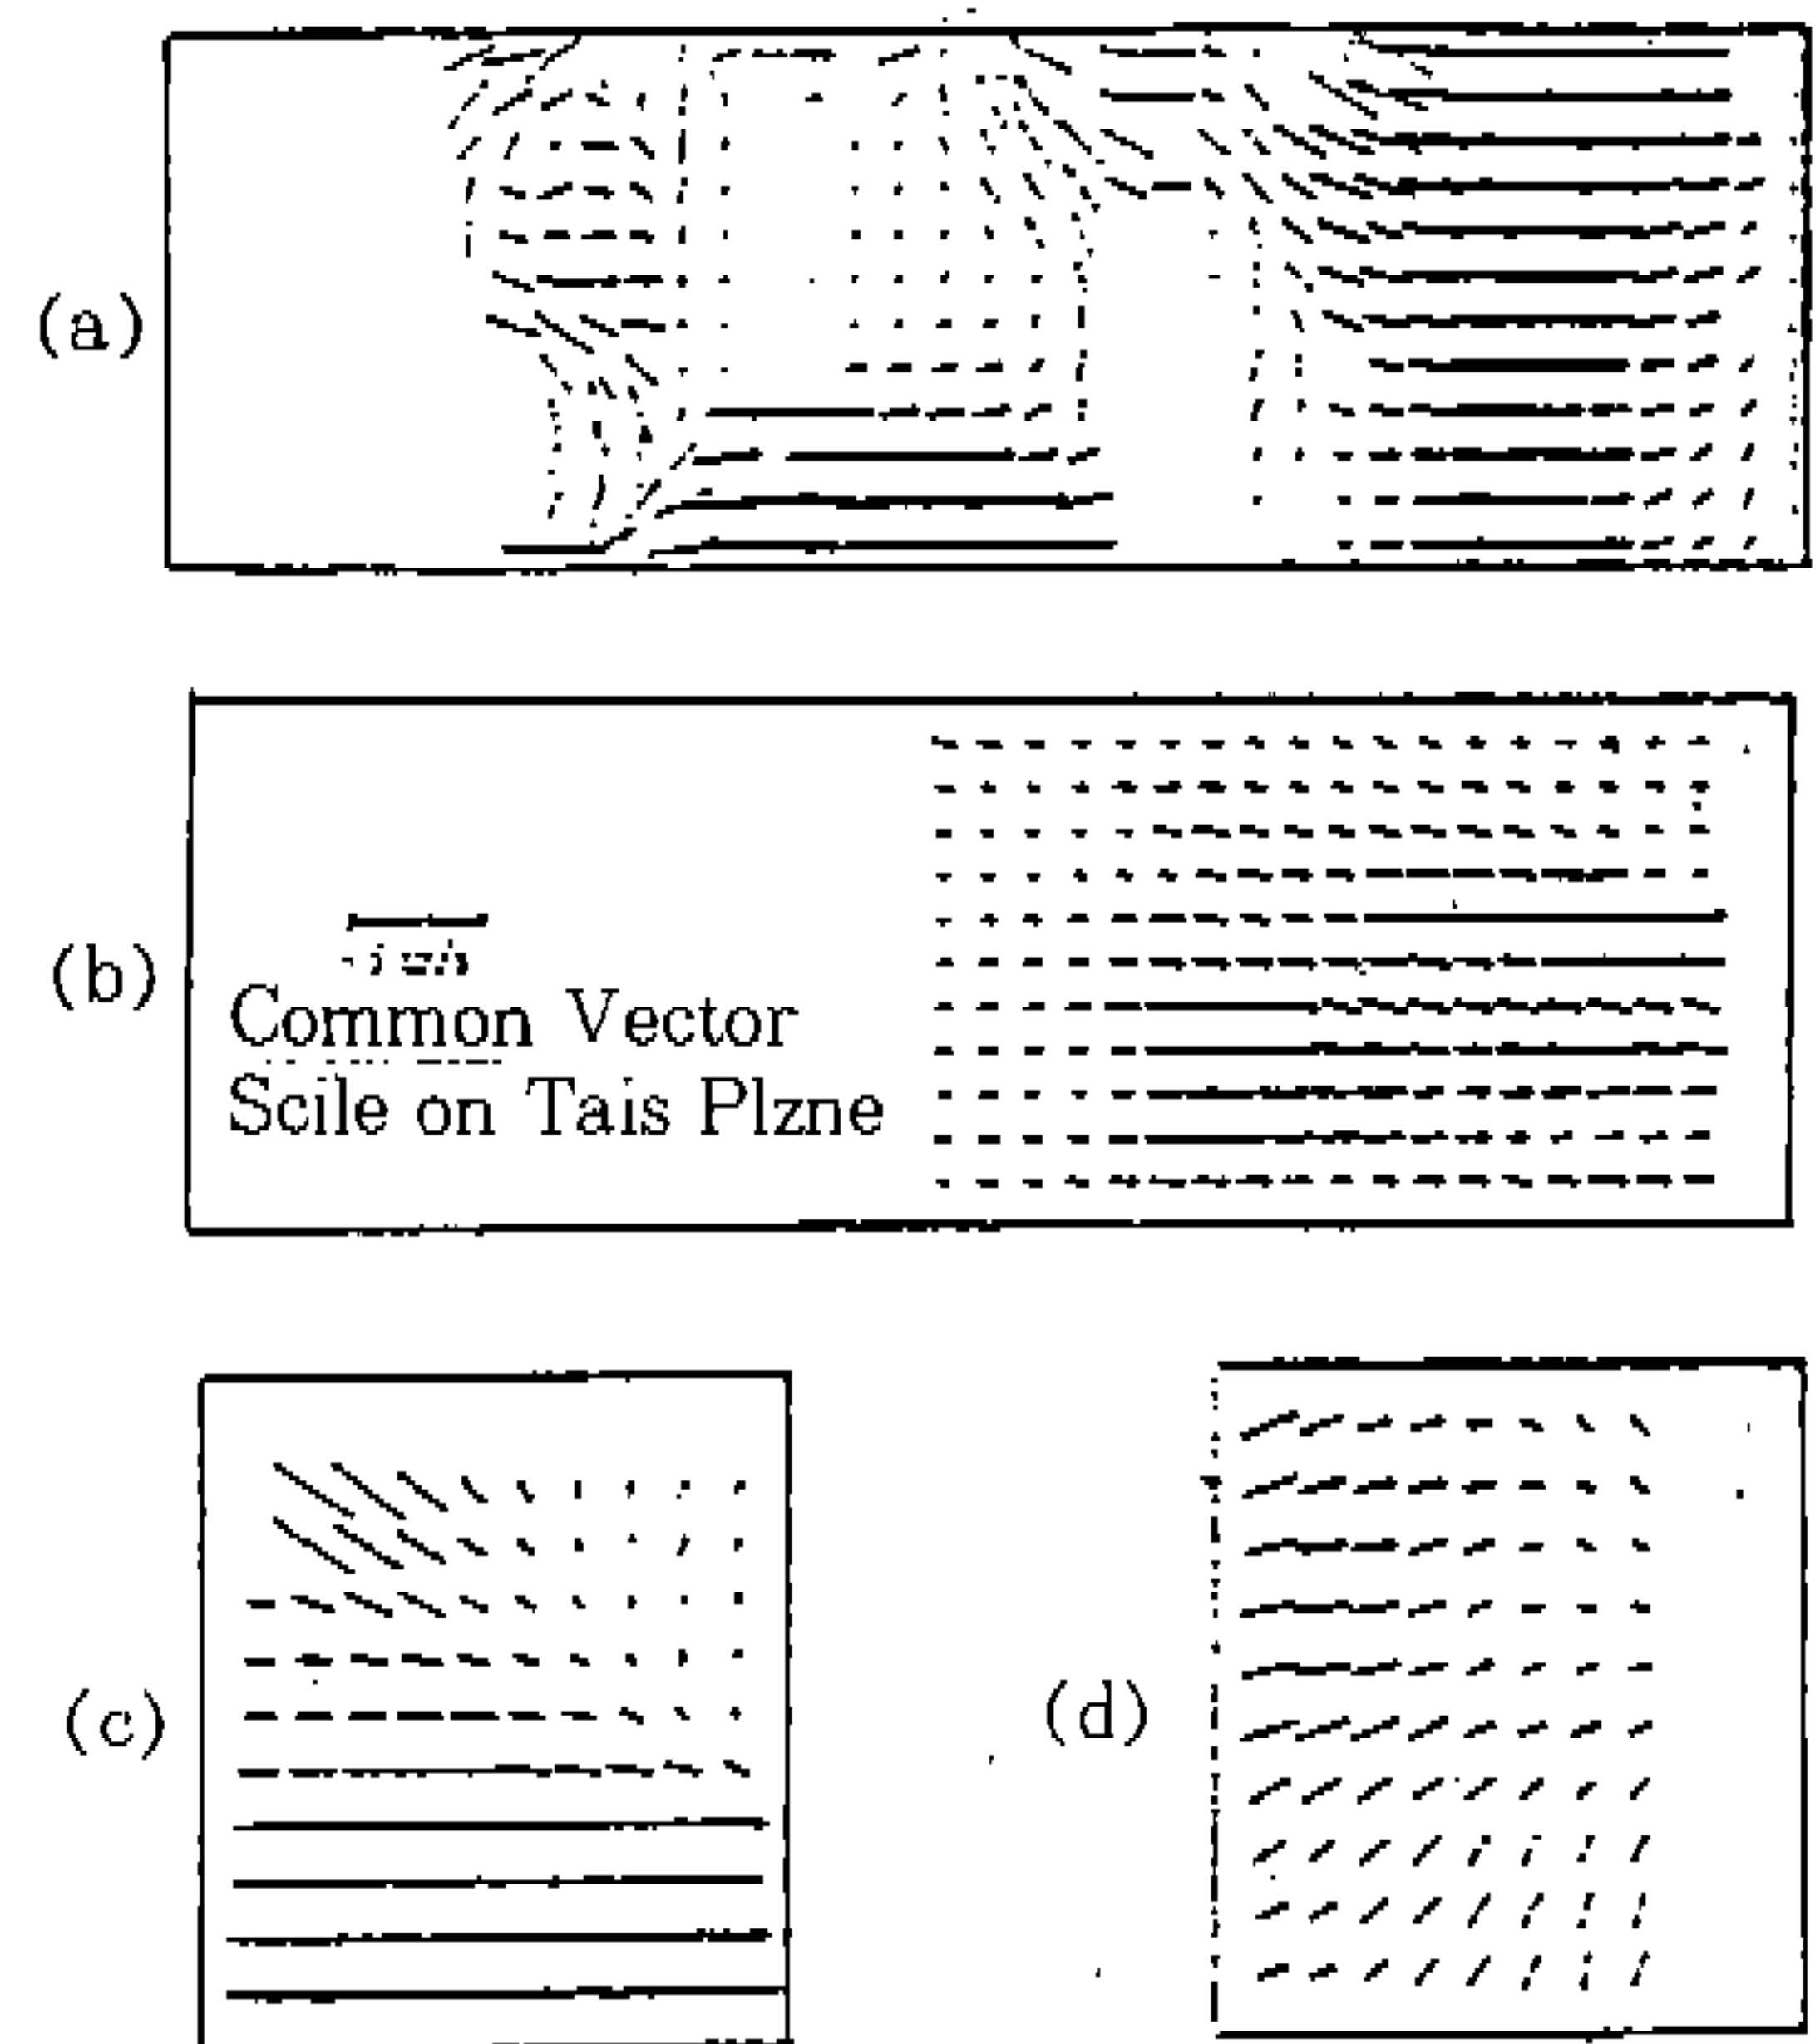 (a)
(b)
Common Vector
Scile on Tais Plzne
(c)
(d)